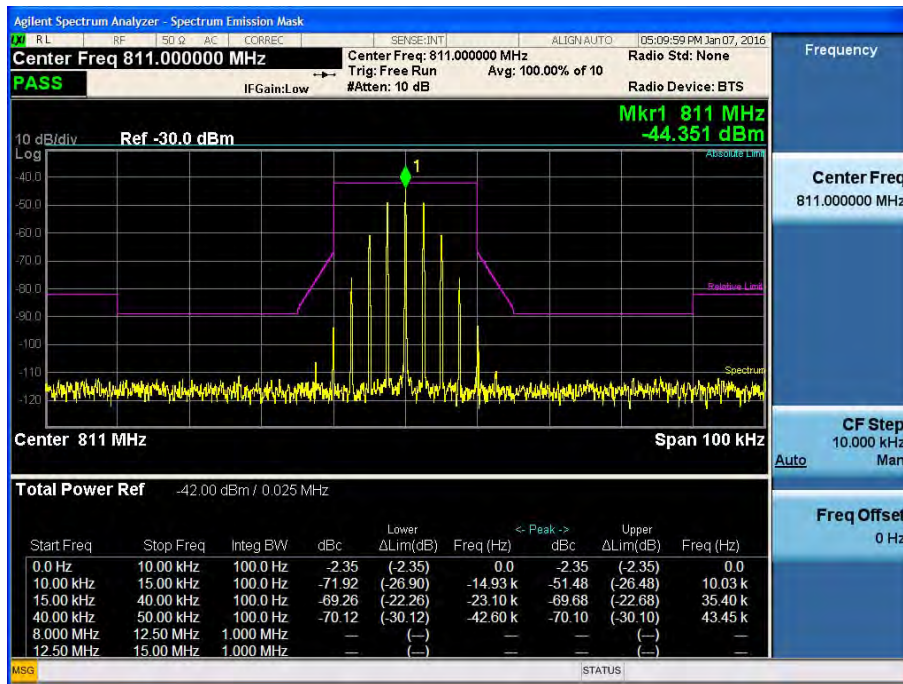 Agilent Spectrum Analyzer - Spectrum Emission Mask
LXI RL RF 50 Ω AC CORREC SENSE:INT ALIGN AUTO 05:09:59 PM Jan 07, 2016
Center Freq 811.000000 MHz
Center Freq: 811.000000 MHz Radio Std: None
Trig: Free Run Avg: 100.00% of 10
PASS IFGain:Low #Atten: 10 dB Radio Device: BTS
Mkr1 811 MHz
-44.351 dBm
10 dB/div Ref -30.0 dBm
Log
Absolute Limit
1
-40.0
-50.0
-60.0
-70.0
-80.0
Relative Limit
-90.0
-100
-110
Spectrum
-120
Center 811 MHz Span 100 kHz
Total Power Ref -42.00 dBm / 0.025 MHz
Lower <- Peak -> Upper
Start Freq Stop Freq Integ BW dBc ΔLim(dB) Freq (Hz) dBc ΔLim(dB) Freq (Hz)
0.0 Hz 10.00 kHz 100.0 Hz -2.35 (-2.35) 0.0 -2.35 (-2.35) 0.0
10.00 kHz 15.00 kHz 100.0 Hz -71.92 (-26.90) -14.93 k -51.48 (-26.48) 10.03 k
15.00 kHz 40.00 kHz 100.0 Hz -69.26 (-22.26) -23.10 k -69.68 (-22.68) 35.40 k
40.00 kHz 50.00 kHz 100.0 Hz -70.12 (-30.12) -42.60 k -70.10 (-30.10) 43.45 k
8.000 MHz 12.50 MHz 1.000 MHz --- (---) --- --- (---) ---
12.50 MHz 15.00 MHz 1.000 MHz --- (---) --- --- (---) ---
MSG STATUS
Frequency
Center Freq
811.000000 MHz
CF Step
10.000 kHz
Auto Man
Freq Offset
0 Hz